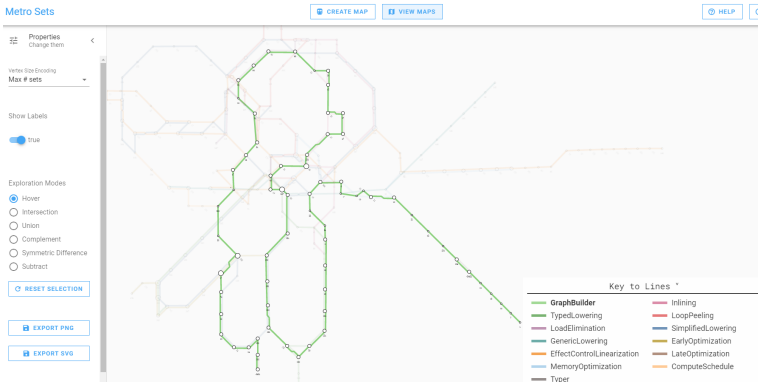 Metro Sets
CREATE MAP
VIEW MAPS
HELP
Properties
Change them
Vertex Size Encoding
Max # sets
Show Labels
true
Exploration Modes
Hover
Intersection
Union
Complement
Symmetric Difference
Subtract
RESET SELECTION
EXPORT PNG
EXPORT SVG
Key to Lines
GraphBuilder
TypedLowering
LoadElimination
GenericLowering
EffectControlLinearization
MemoryOptimization
Typer
Inlining
LoopPeeling
SimplifiedLowering
EarlyOptimization
LateOptimization
ComputeSchedule